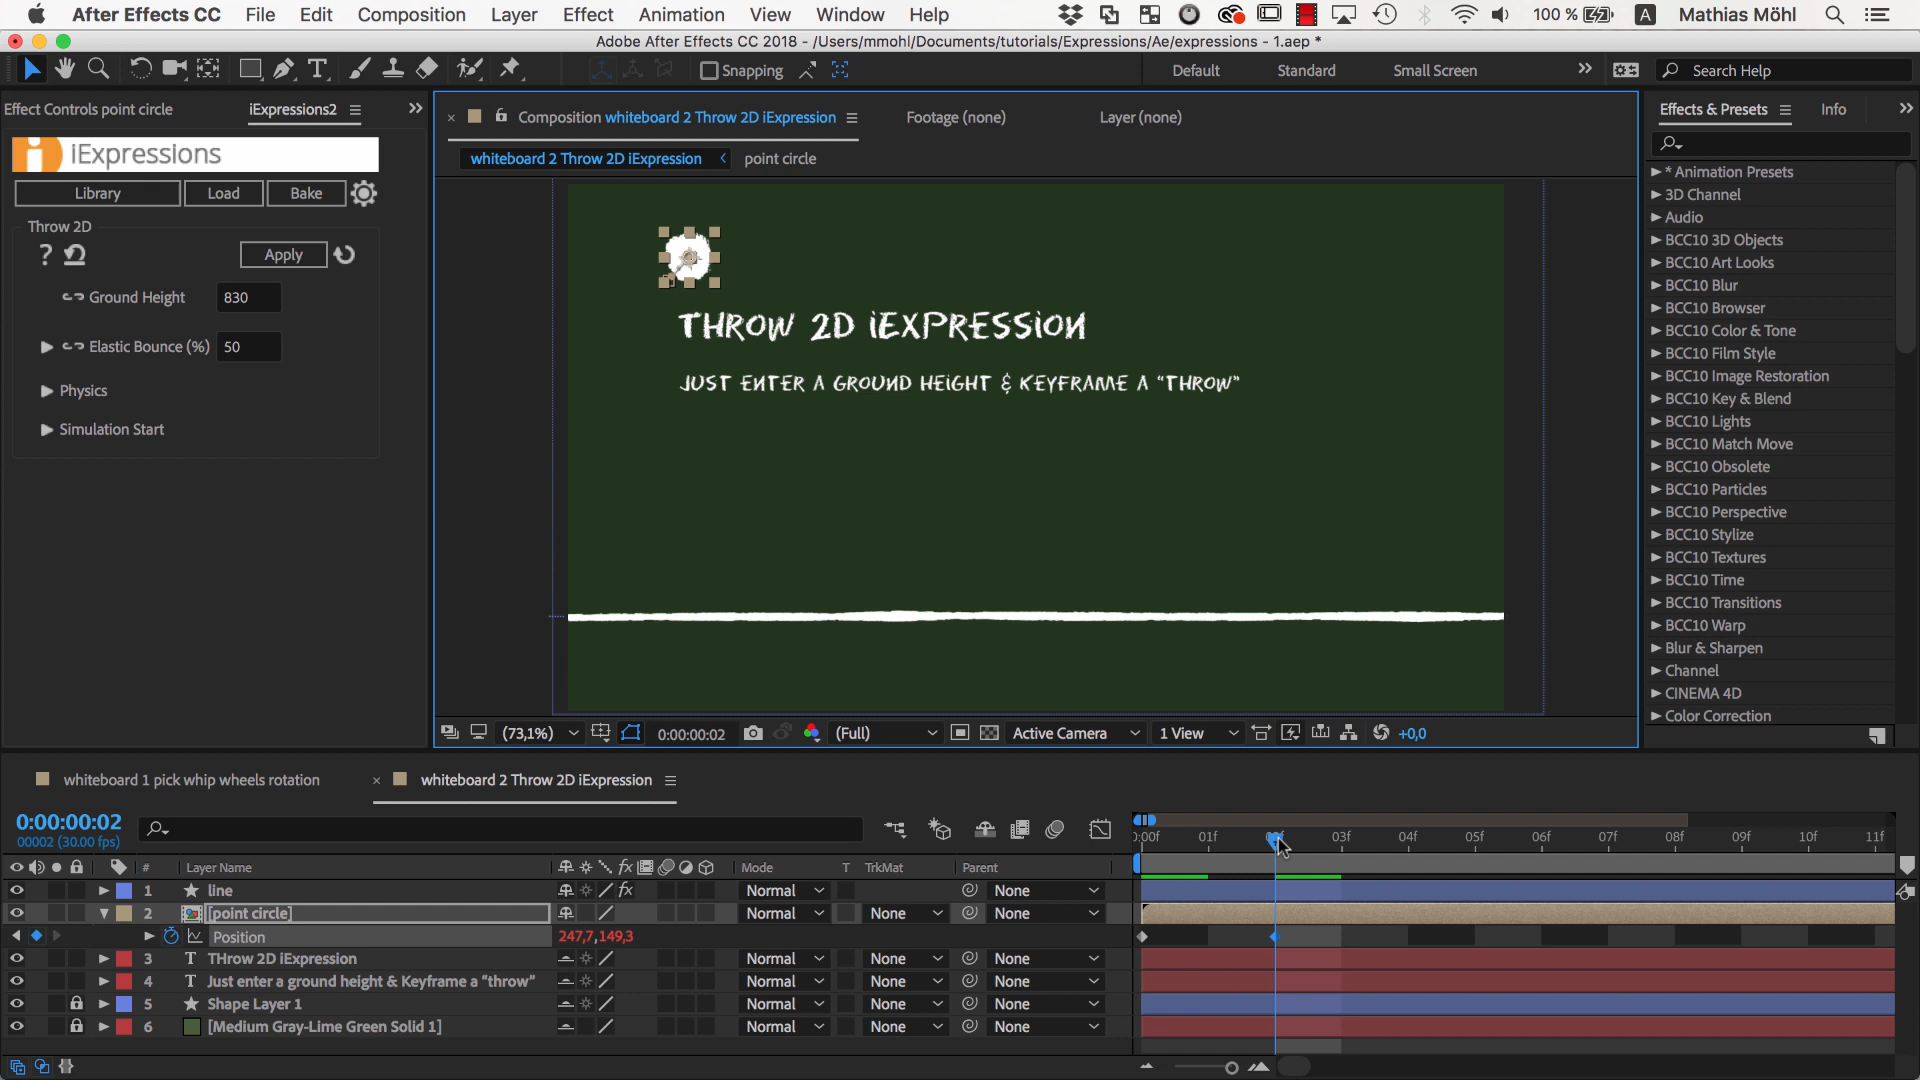 After Effects CC File Edit Composition Layer Effect Animation View Window Help 100 % A Mathias Möhl
Adobe After Effects CC 2018 - /Users/mmohl/Documents/tutorials/Expressions/Ae/expressions - 1.aep *
T Snapping Default Standard Small Screen » Search Help
Effect Controls point circle iExpressions2 »
Composition whiteboard 2 Throw 2D iExpression Footage (none) Layer (none)
Effects & Presets Info »
whiteboard 2 Throw 2D iExpression point circle
iExpressions
Library Load Bake
Throw 2D
? Apply
Ground Height 830
Elastic Bounce (%) 50
Physics
Simulation Start
THROW 2D iEXPRESSION
JUST ENTER A GROUND HEIGHT & KEYFRAME A "THROW"
* Animation Presets
3D Channel
Audio
BCC10 3D Objects
BCC10 Art Looks
BCC10 Blur
BCC10 Browser
BCC10 Color & Tone
BCC10 Film Style
BCC10 Image Restoration
BCC10 Key & Blend
BCC10 Lights
BCC10 Match Move
BCC10 Obsolete
BCC10 Particles
BCC10 Perspective
BCC10 Stylize
BCC10 Textures
BCC10 Time
BCC10 Transitions
BCC10 Warp
Blur & Sharpen
Channel
CINEMA 4D
Color Correction
(73,1%) 0:00:00:02 (Full) Active Camera 1 View +0,0
whiteboard 1 pick whip wheels rotation × whiteboard 2 Throw 2D iExpression
0:00:00:02
00002 (30.00 fps)
01f 03f 04f 05f 06f 07f 08f 09f 10f 11f
# Layer Name fx Mode T TrkMat Parent
1 line fx Normal None
2 [point circle] Normal None None
Position 247,7,149,3
3 T THrow 2D iExpression Normal None None
4 T Just enter a ground height & Keyframe a "throw" Normal None None
5 Shape Layer 1 Normal None None
6 [Medium Gray-Lime Green Solid 1] Normal None None